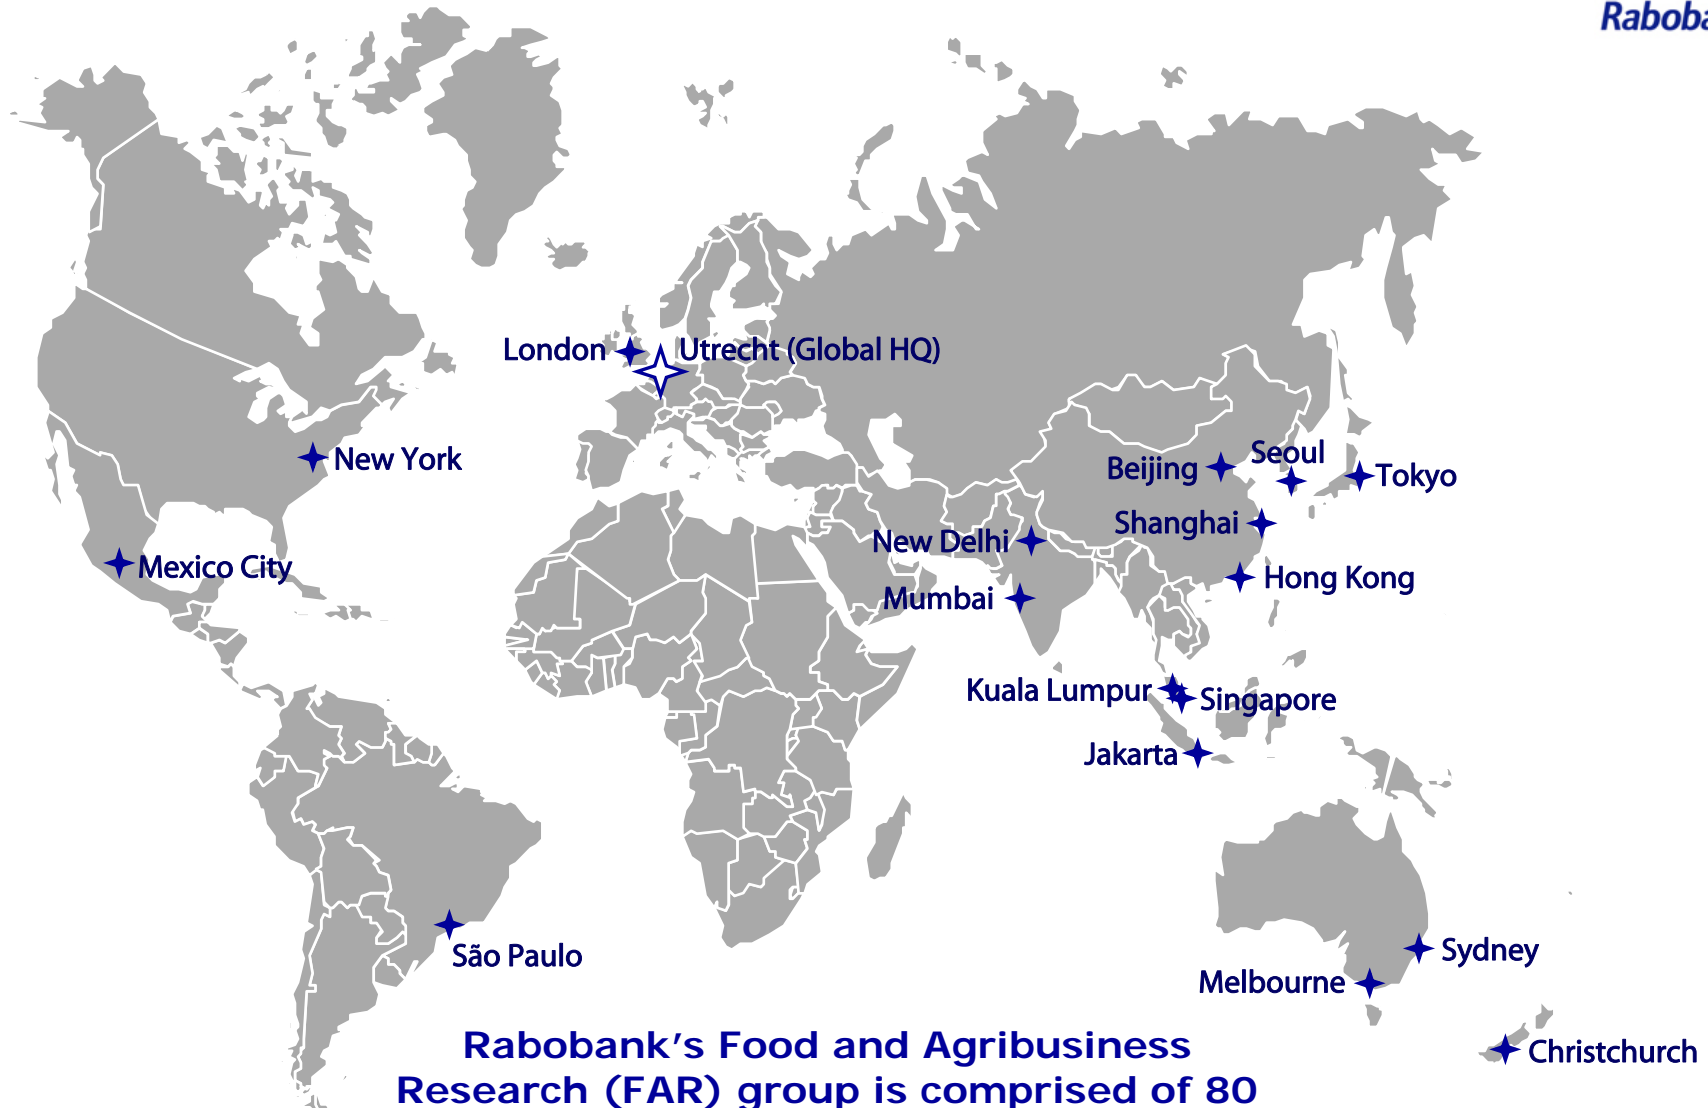 London
Utrecht (Global HQ)
New York
Seoul
Beijing
Tokyo
Shanghai
New Delhi
Mexico City
Hong Kong
Mumbai
Kuala Lumpur
Singapore
Jakarta
São Paulo
Sydney
Melbourne
Christchurch
Rabobank's Food and Agribusiness
Research (FAR) group is comprised of 80